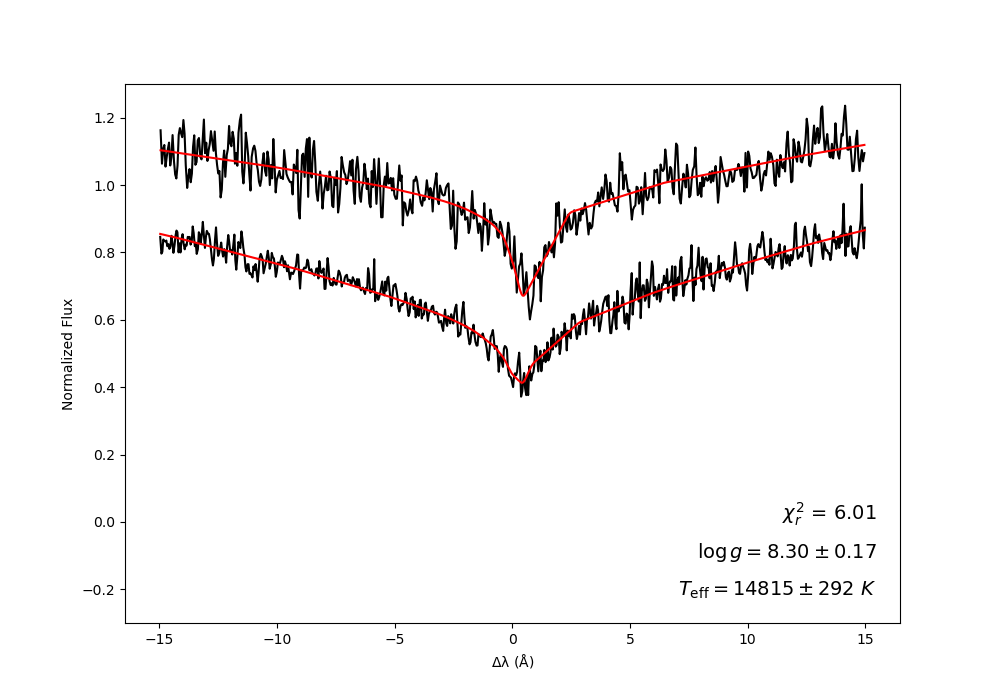 1.2
1.0
0.8
0.6
0.4
0.2
0.0
−0.2
Normalized Flux
χ²ᵣ = 6.01
log g = 8.30 ± 0.17
T_eff = 14815 ± 292 K
−15 −10 −5 0 5 10 15
Δλ (Å)